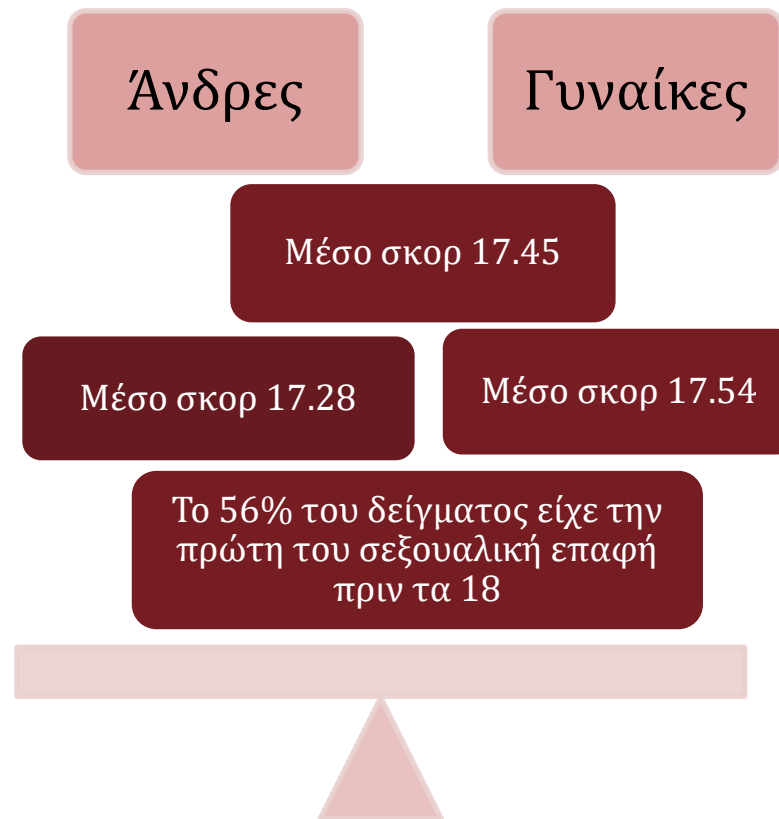 Άνδρες
Γυναίκες
Μέσο σκορ 17.45
Μέσο σκορ 17.28
Μέσο σκορ 17.54
Το 56% του δείγματος είχε την
πρώτη του σεξουαλική επαφή
πριν τα 18